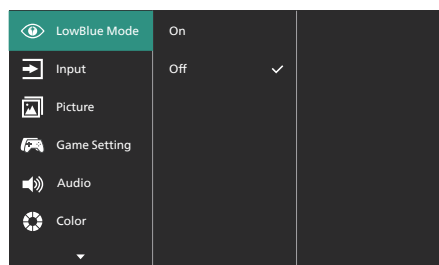 LowBlue Mode
On
Input
Off
Picture
Game Setting
Audio
Color